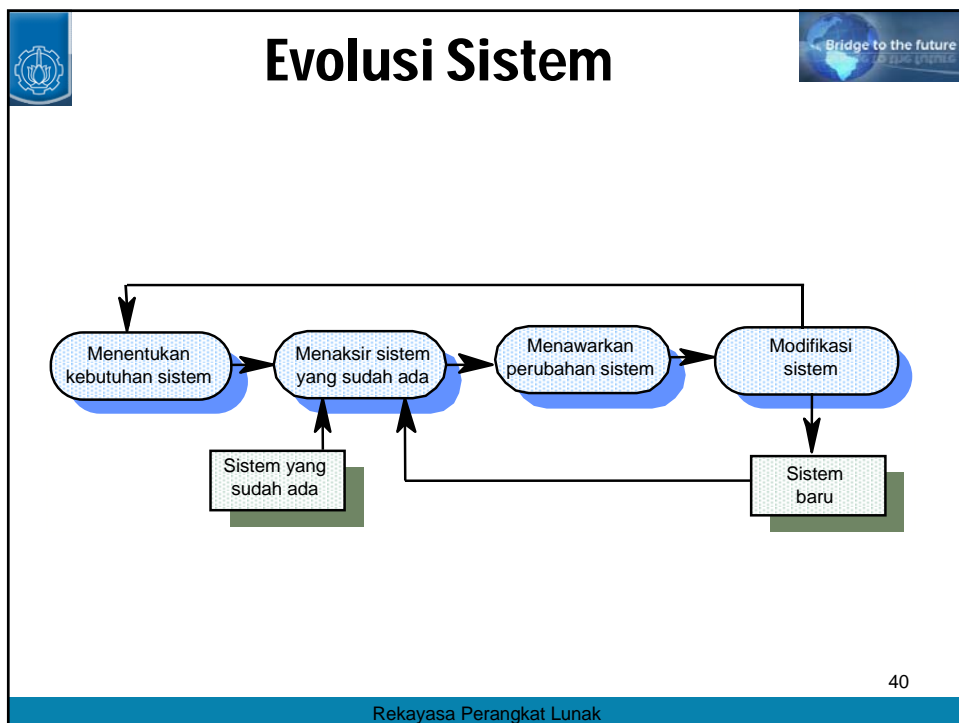 Evolusi Sistem
Bridge to the future
Menentukan
kebutuhan sistem
Menaksir sistem
yang sudah ada
Menawarkan
perubahan sistem
Modifikasi
sistem
Sistem yang
sudah ada
Sistem
baru
40
Rekayasa Perangkat Lunak